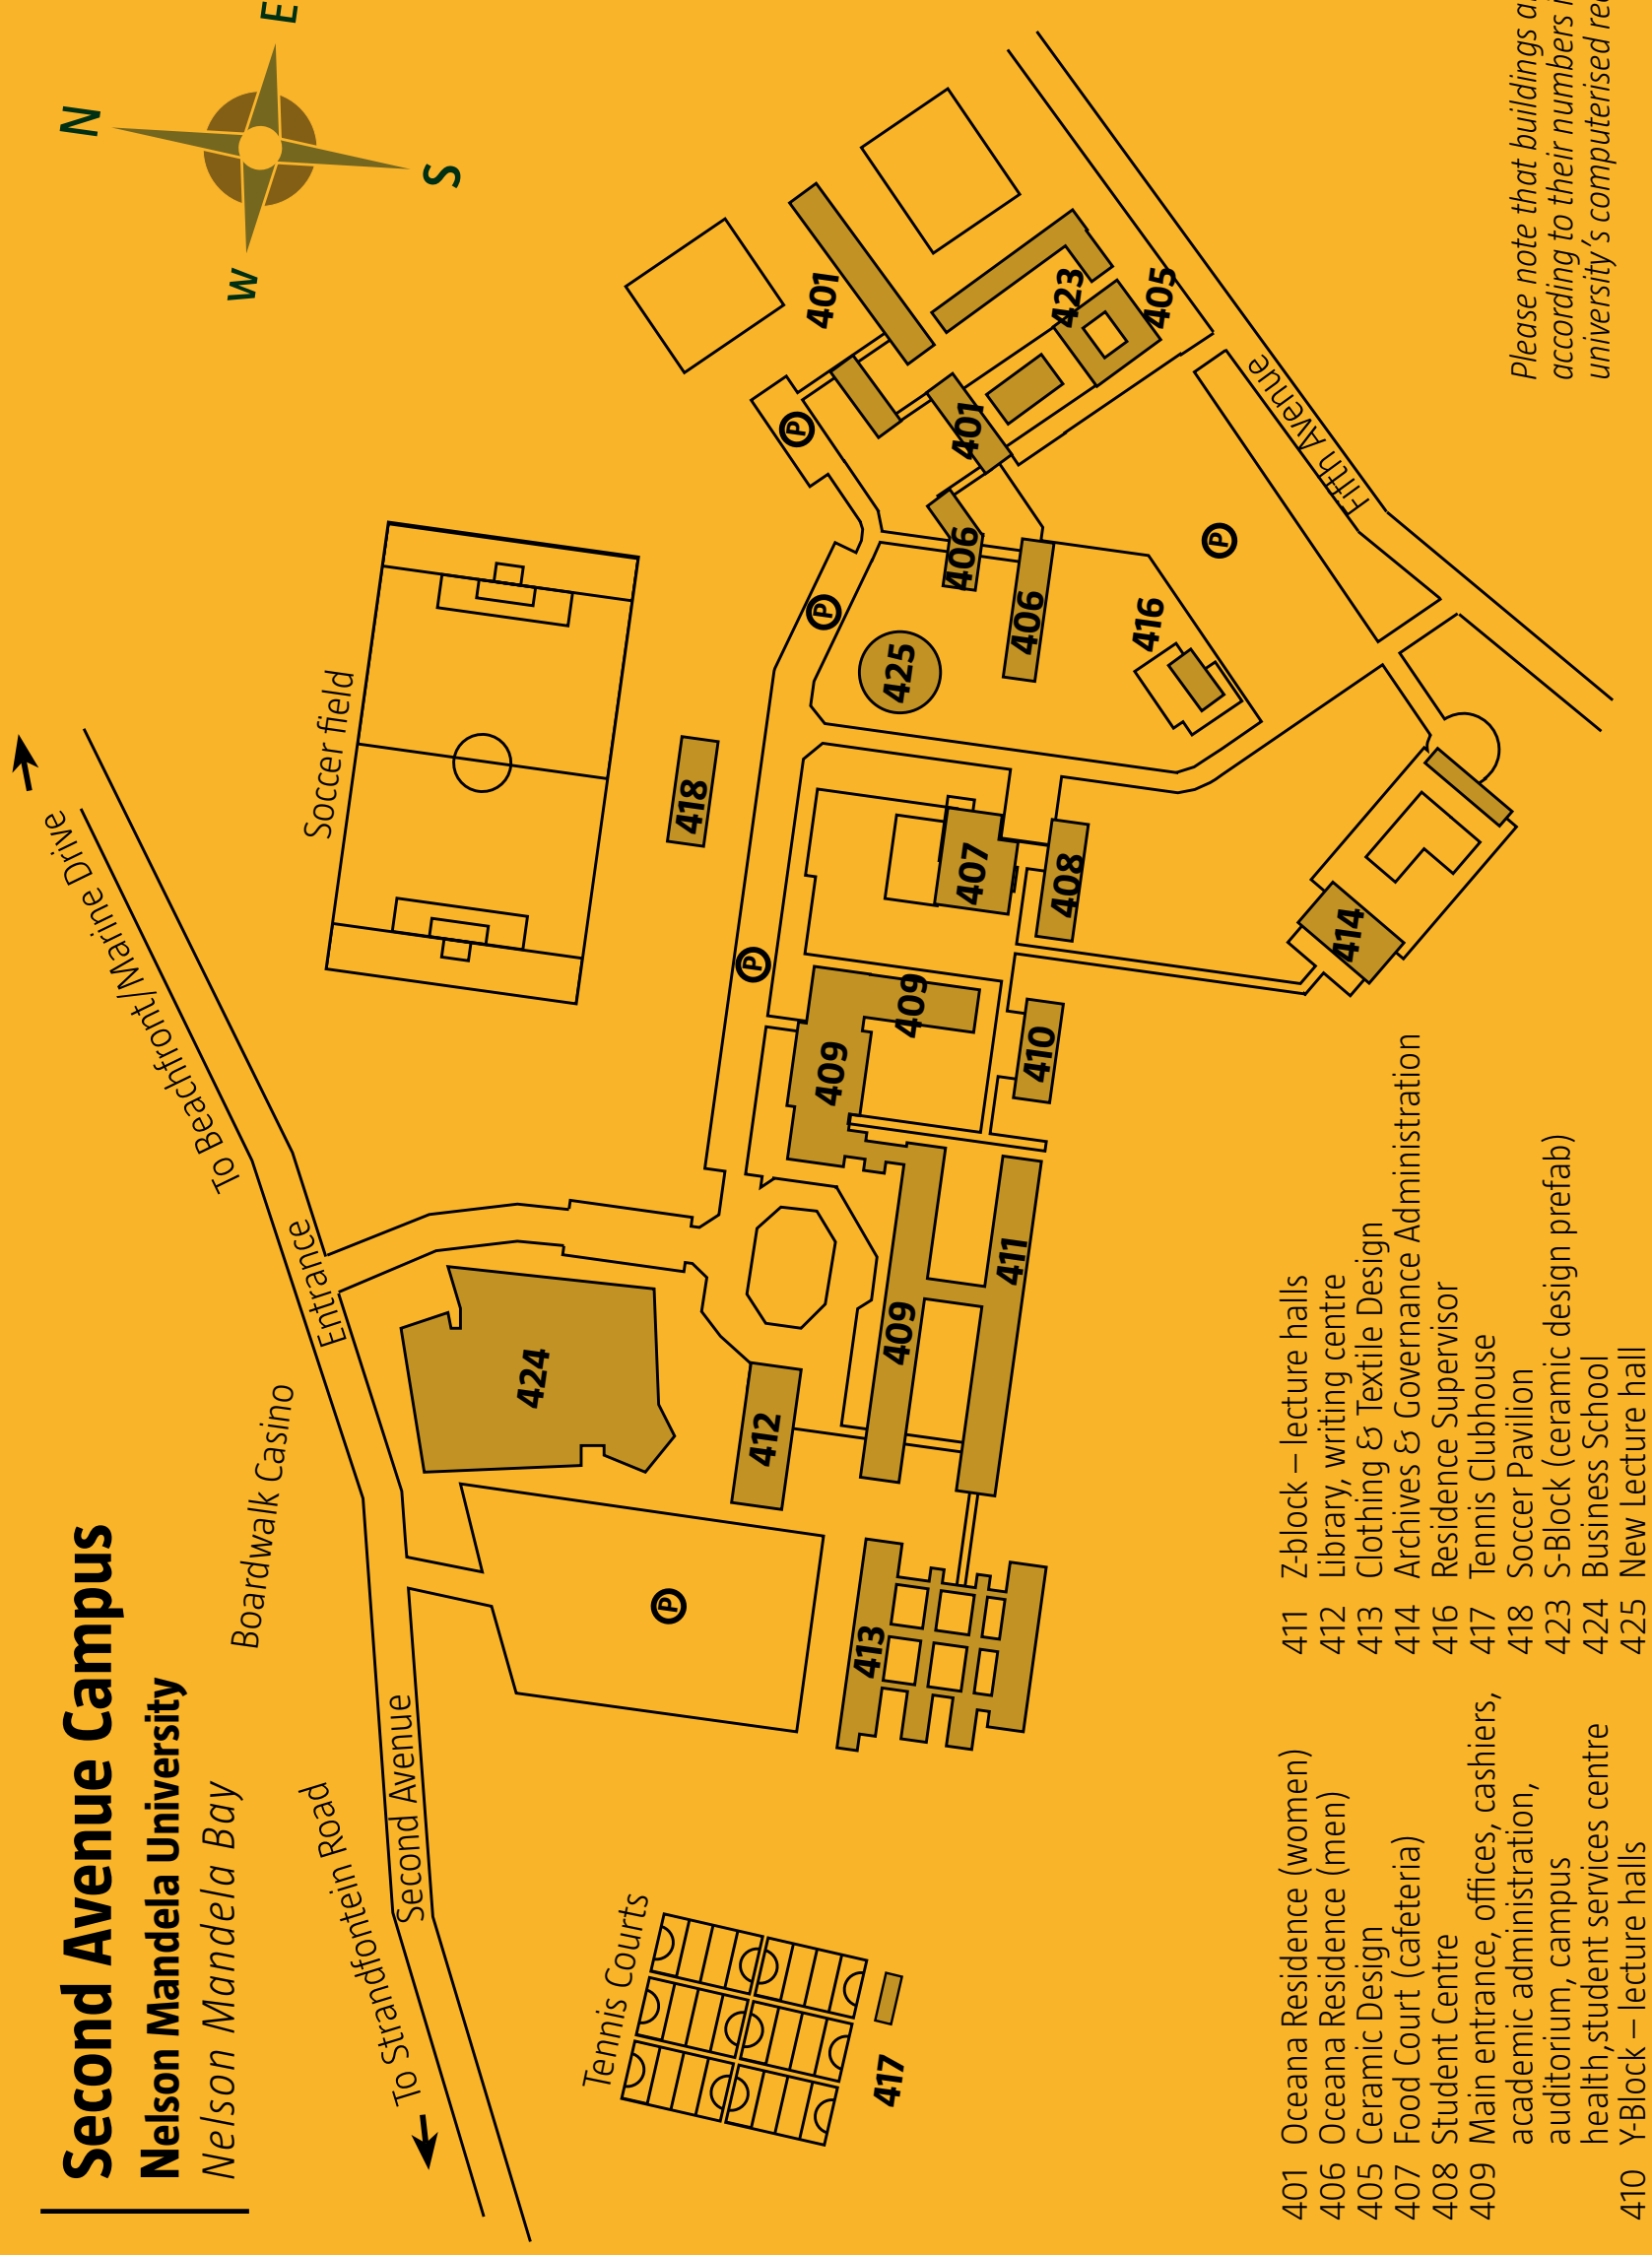 Second Avenue Campus
Nelson Mandela University
Nelson Mandela Bay
N
E
S
W
To Beachfront/Marine Drive
Boardwalk Casino
Entrance
To Strandfontein Road
Second Avenue
Soccer field
Tennis Courts
Fifth Avenue
417
413
P
424
412
409
411
409
409
410
P
418
407
408
414
P
425
406
406
416
P
401
401
423
405
P
401 Oceana Residence (women)
406 Oceana Residence (men)
405 Ceramic Design
407 Food Court (cafeteria)
408 Student Centre
409 Main entrance, offices, cashiers,
academic administration,
auditorium, campus
health,student services centre
410 Y-Block – lecture halls
411 Z-block – lecture halls
412 Library, writing centre
413 Clothing & Textile Design
414 Archives & Governance Administration
416 Residence Supervisor
417 Tennis Clubhouse
418 Soccer Pavilion
423 S-Block (ceramic design prefab)
424 Business School
425 New Lecture hall
Please note that buildings
according to their numbers
university's computerised